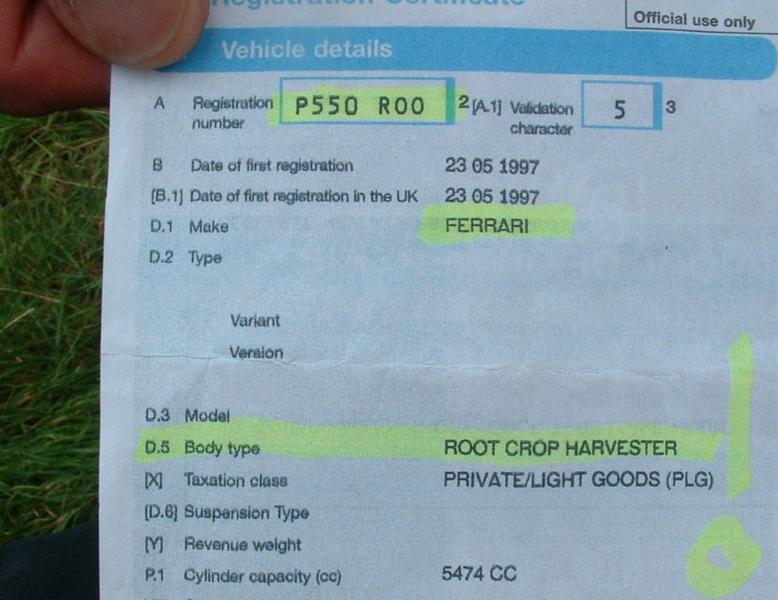 Registration Certificate
Official use only
Vehicle details
A Registration number P550 ROO 2 [A.1] Validation character 5 3
B Date of first registration 23 05 1997
[B.1] Date of first registration in the UK 23 05 1997
D.1 Make FERRARI
D.2 Type
Variant
Version
D.3 Model
D.5 Body type ROOT CROP HARVESTER
[X] Taxation class PRIVATE/LIGHT GOODS (PLG)
[D.6] Suspension Type
[Y] Revenue weight
P.1 Cylinder capacity (cc) 5474 CC